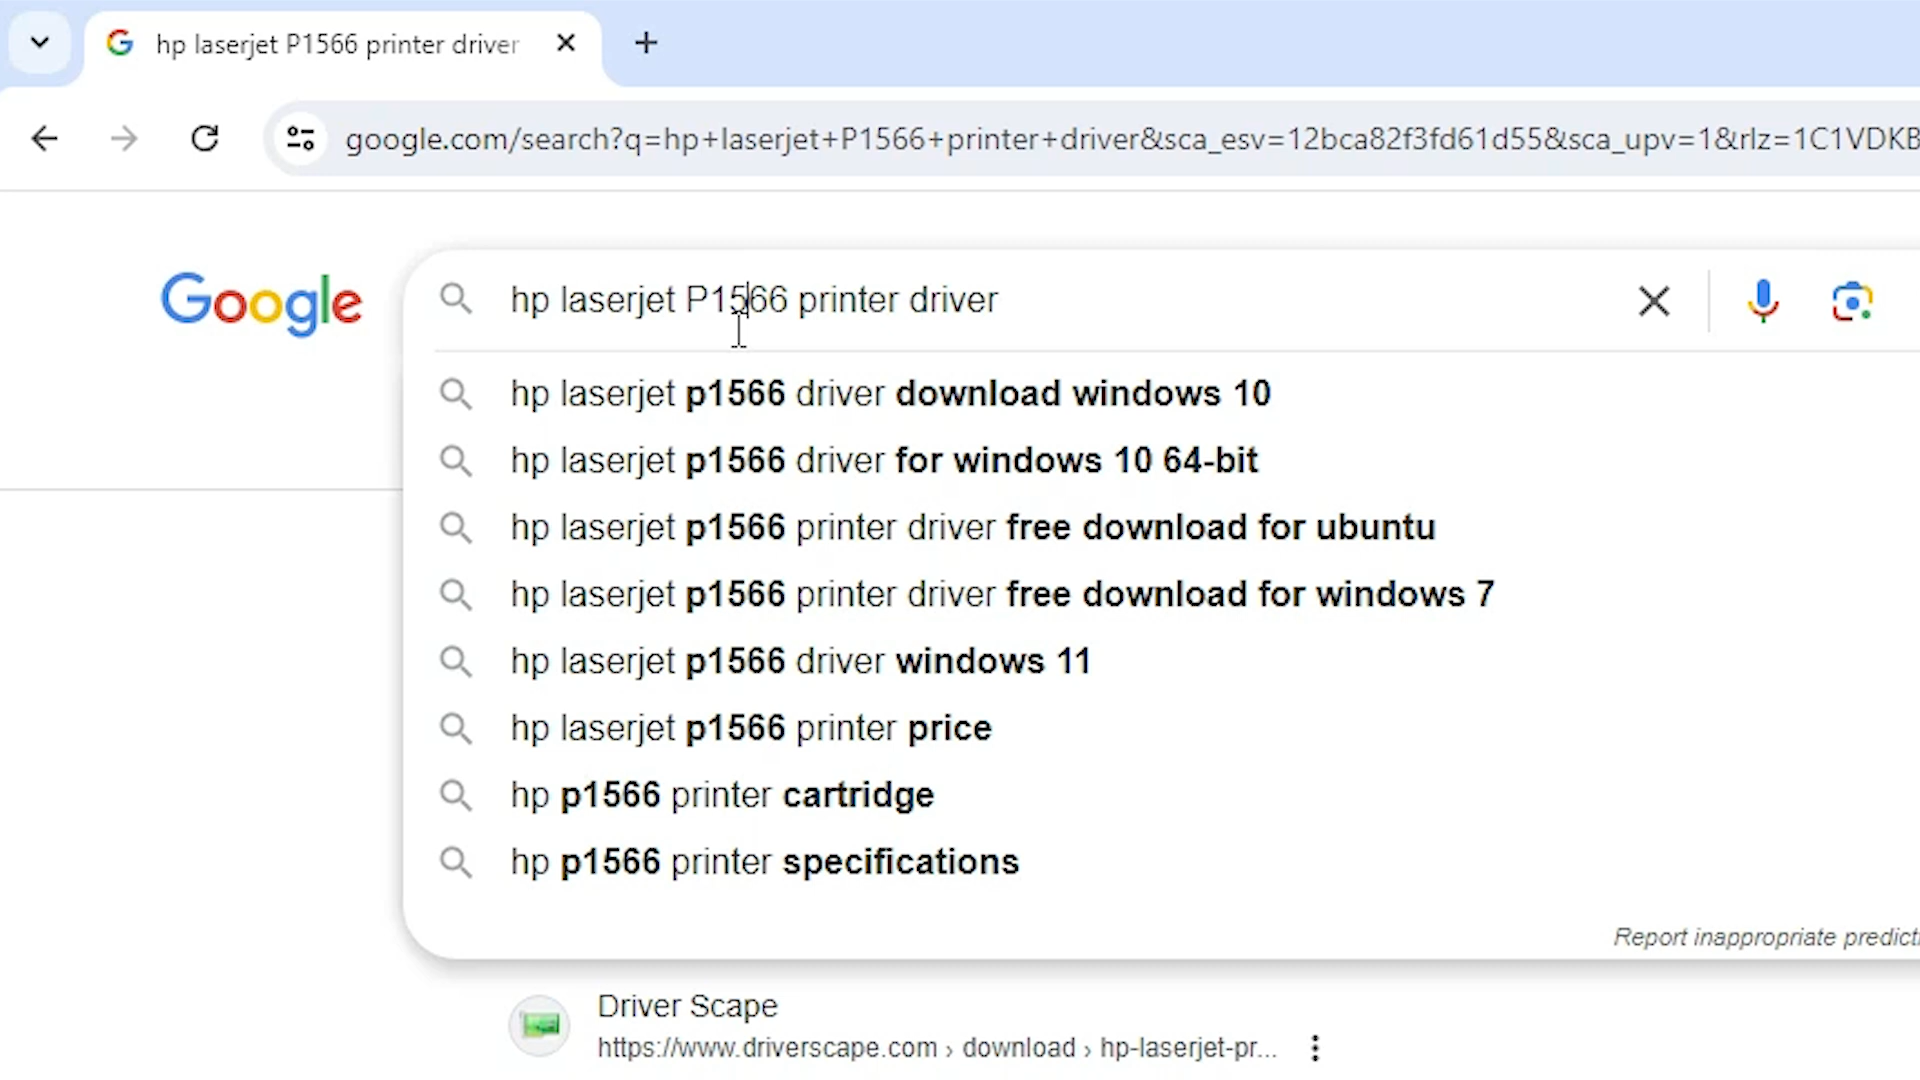 hp laserjet P1566 printer driver
google.com/search?q=hp+laserjet+P1566+printer+driver&sca_esv=12bca82f3fd61d55&sca_upv=1&rlz=1C1VDKB
Google
hp laserjet P1566 printer driver
hp laserjet p1566 driver download windows 10
hp laserjet p1566 driver for windows 10 64-bit
hp laserjet p1566 printer driver free download for ubuntu
hp laserjet p1566 printer driver free download for windows 7
hp laserjet p1566 driver windows 11
hp laserjet p1566 printer price
hp p1566 printer cartridge
hp p1566 printer specifications
Report inappropriate predicti
Driver Scape
https://www.driverscape.com › download › hp-laserjet-pr...